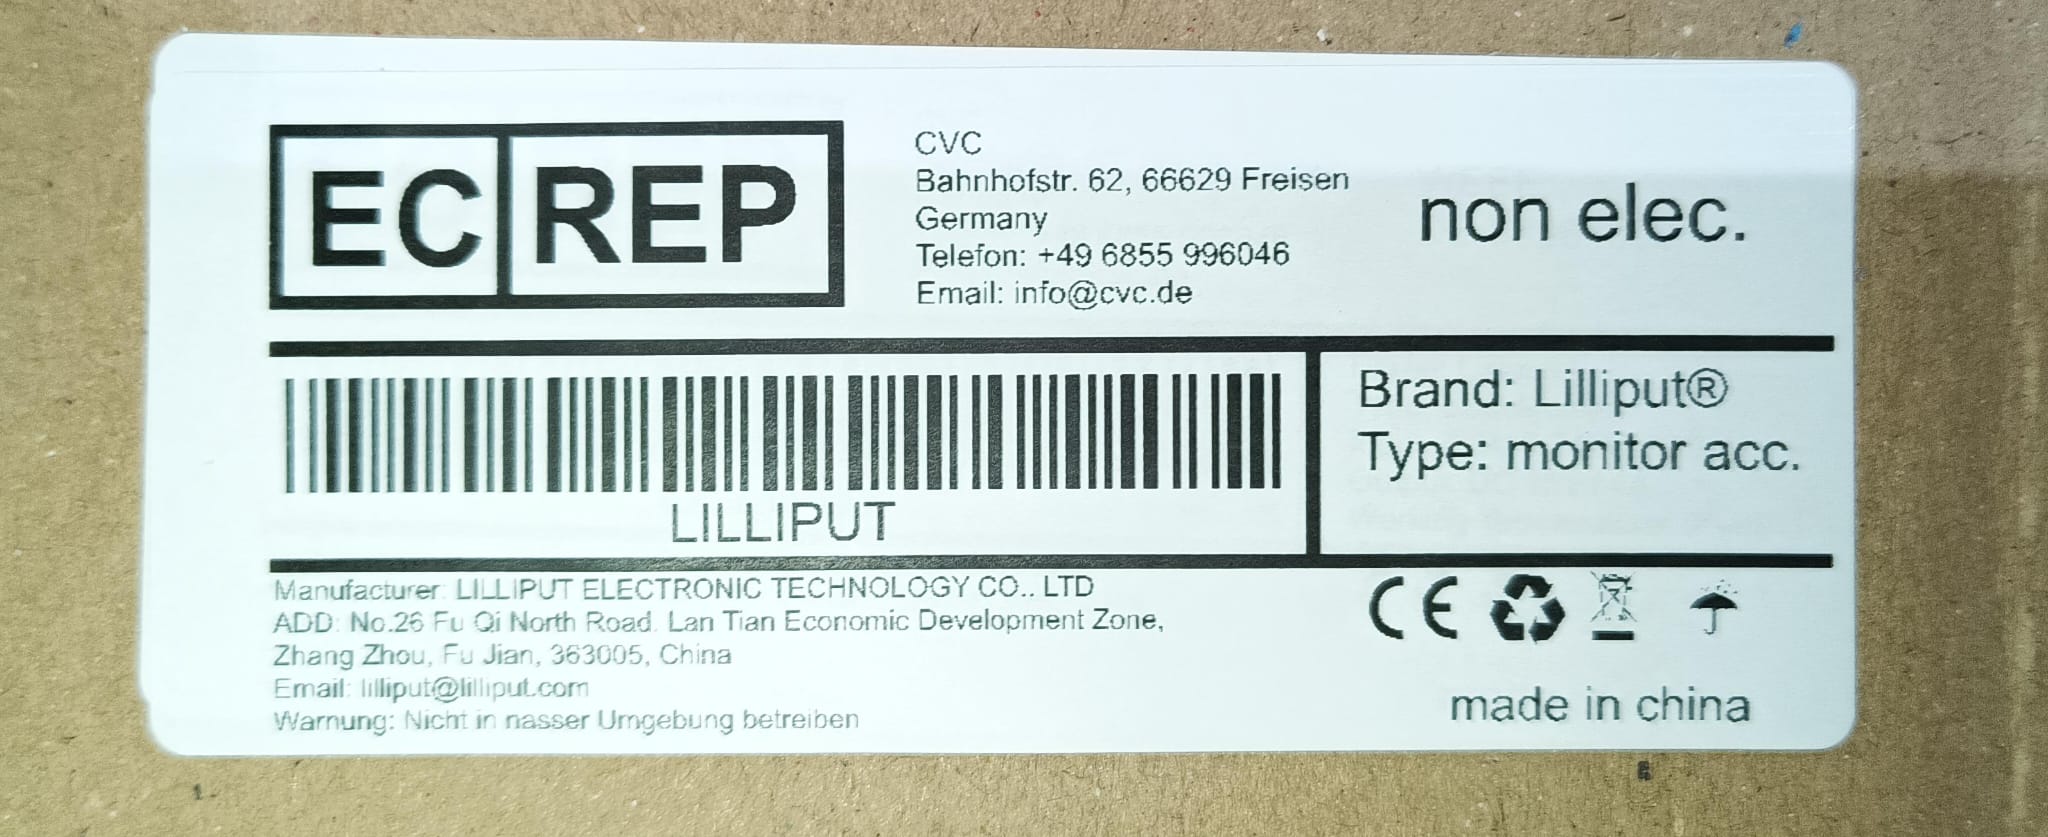 EC REP
CVC
Bahnhofstr. 62, 66629 Freisen
Germany
Telefon: +49 6855 996046
Email: info@cvc.de
non elec.
LILLIPUT
Brand: Lilliput®
Type: monitor acc.
Manufacturer: LILLIPUT ELECTRONIC TECHNOLOGY CO.. LTD
ADD: No.26 Fu Qi North Road. Lan Tian Economic Development Zone,
Zhang Zhou, Fu Jian, 363005, China
Email: lilliput@lilliput.com
Warnung: Nicht in nasser Umgebung betreiben
CE
made in china